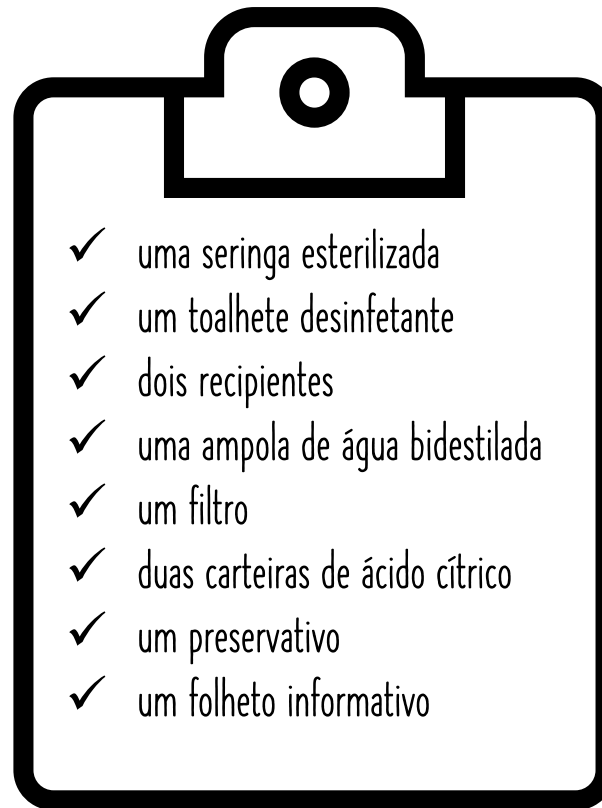 ✓ uma seringa esterilizada
✓ um toalhete desinfetante
✓ dois recipientes
✓ uma ampola de água bidestilada
✓ um filtro
✓ duas carteiras de ácido cítrico
✓ um preservativo
✓ um folheto informativo